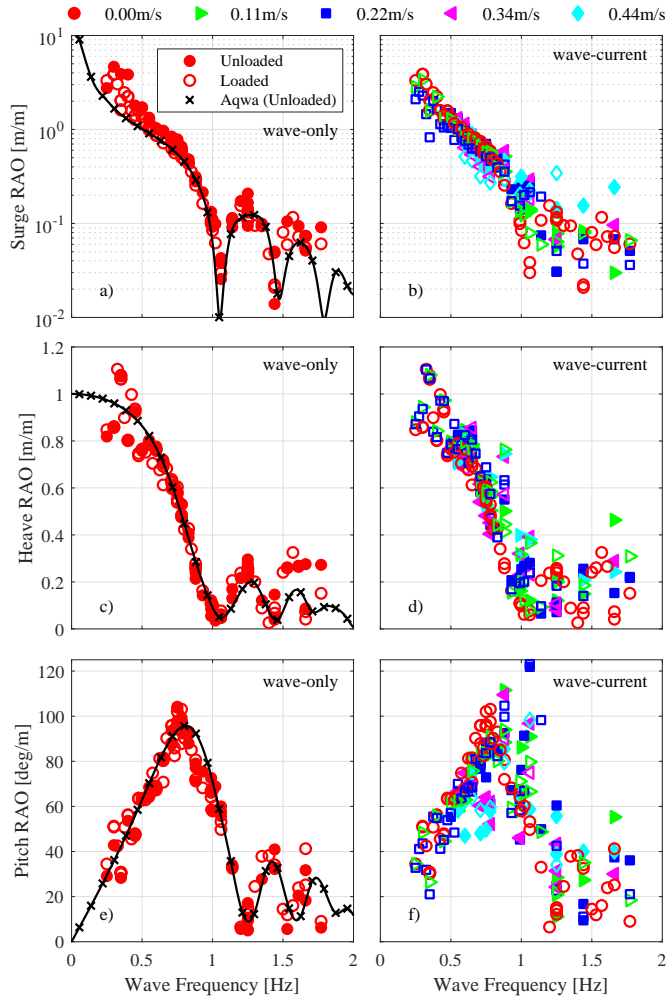 0.00m/s 0.11m/s 0.22m/s 0.34m/s 0.44m/s
Surge RAO [m/m]
10^1
10^0
10^-1
10^-2
Unloaded
Loaded
Aqwa (Unloaded)
wave-only
a)
wave-current
b)
Heave RAO [m/m]
1.2
1
0.8
0.6
0.4
0.2
0
wave-only
c)
wave-current
d)
Pitch RAO [deg/m]
120
100
80
60
40
20
0
wave-only
e)
wave-current
f)
0 0.5 1 1.5 2
0 0.5 1 1.5 2
Wave Frequency [Hz]
Wave Frequency [Hz]